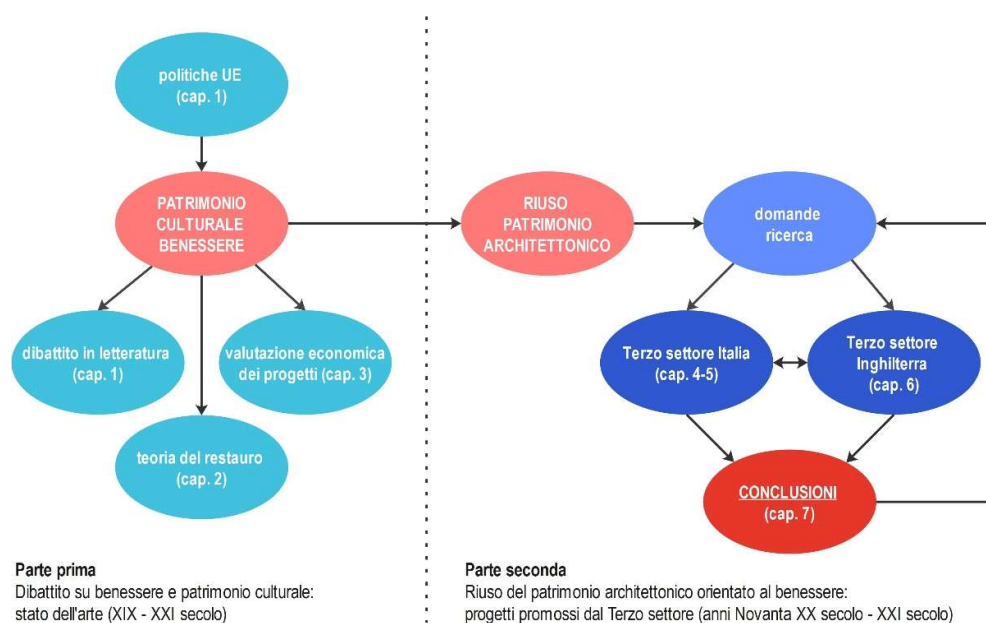 politiche UE
(cap. 1)
PATRIMONIO
CULTURALE
BENESSERE
RIUSO
PATRIMONIO
ARCHITETTONICO
domande
ricerca
dibattito in letteratura
(cap. 1)
valutazione economica
dei progetti (cap. 3)
Terzo settore Italia
(cap. 4-5)
Terzo settore
Inghilterra
(cap. 6)
teoria del restauro
(cap. 2)
CONCLUSIONI
(cap. 7)
Parte prima
Dibattito su benessere e patrimonio culturale:
stato dell'arte (XIX - XXI secolo)
Parte seconda
Riuso del patrimonio architettonico orientato al benessere:
progetti promossi dal Terzo settore (anni Novanta XX secolo - XXI secolo)